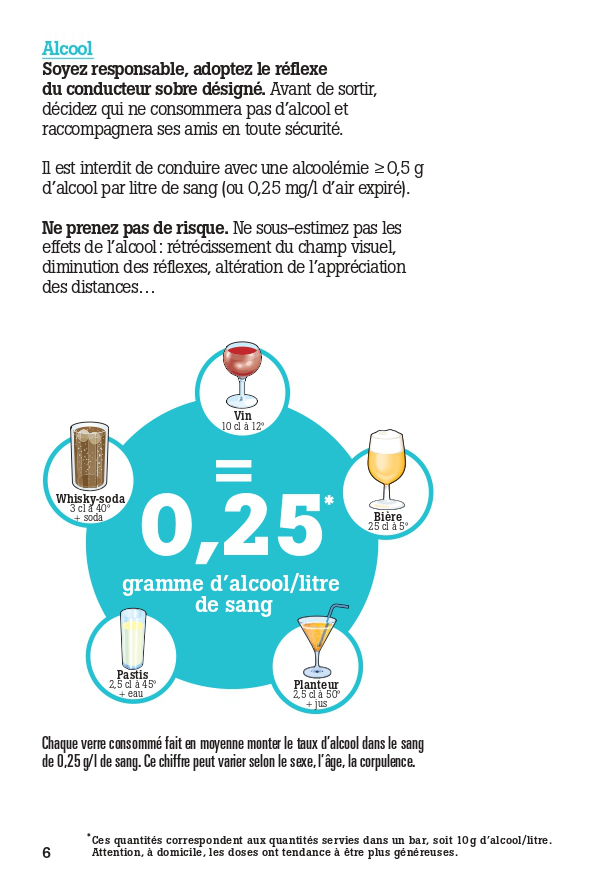 Alcool
Soyez responsable, adoptez le réflexe
du conducteur sobre désigné. Avant de sortir,
décidez qui ne consommera pas d'alcool et
raccompagnera ses amis en toute sécurité.
Il est interdit de conduire avec une alcoolémie ≥ 0,5 g
d'alcool par litre de sang (ou 0,25 mg/l d'air expiré).
Ne prenez pas de risque. Ne sous-estimez pas les
effets de l'alcool : rétrécissement du champ visuel,
diminution des réflexes, altération de l'appréciation
des distances…
Vin
10 cl à 12°
Whisky-soda
3 cl à 40°
+ soda
Bière
25 cl à 5°
=
0,25*
gramme d'alcool/litre
de sang
Pastis
2,5 cl à 45°
+ eau
Planteur
2,5 cl à 50°
+ jus
Chaque verre consommé fait en moyenne monter le taux d'alcool dans le sang
de 0,25 g/l de sang. Ce chiffre peut varier selon le sexe, l'âge, la corpulence.
*Ces quantités correspondent aux quantités servies dans un bar, soit 10 g d'alcool/litre.
Attention, à domicile, les doses ont tendance à être plus généreuses.
6